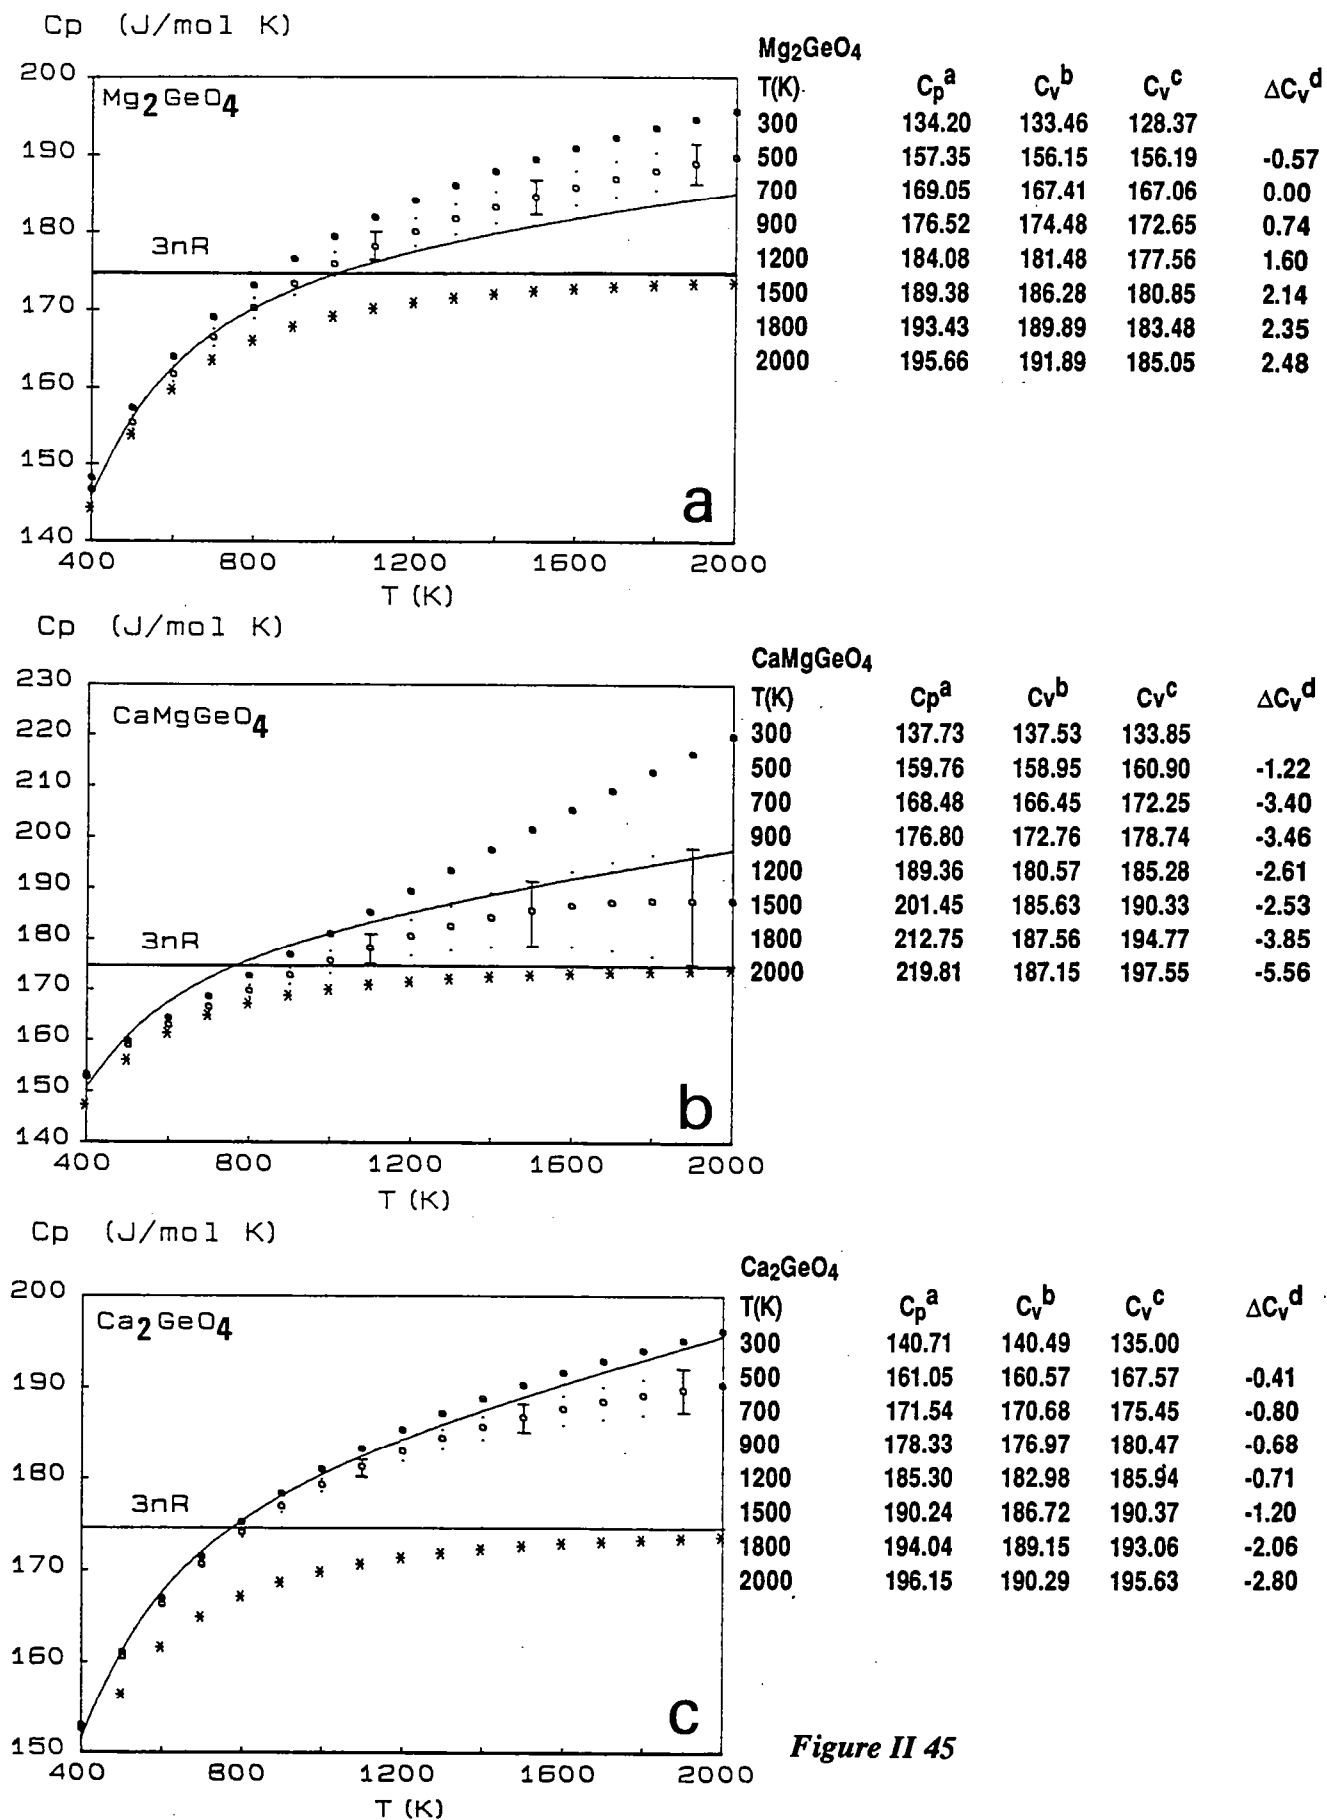 Cp (J/mol K)
200
190
180
170
160
150
140
Mg2GeO4
3nR
a
400 800 1200 1600 2000
T (K)
Mg2GeO4
T(K) Cp^a Cv^b Cv^c ΔCv^d
300 134.20 133.46 128.37
500 157.35 156.15 156.19 -0.57
700 169.05 167.41 167.06 0.00
900 176.52 174.48 172.65 0.74
1200 184.08 181.48 177.56 1.60
1500 189.38 186.28 180.85 2.14
1800 193.43 189.89 183.48 2.35
2000 195.66 191.89 185.05 2.48
Cp (J/mol K)
230
220
210
200
190
180
170
160
150
140
CaMgGeO4
3nR
b
400 800 1200 1600 2000
T (K)
CaMgGeO4
T(K) Cp^a Cv^b Cv^c ΔCv^d
300 137.73 137.53 133.85
500 159.76 158.95 160.90 -1.22
700 168.48 166.45 172.25 -3.40
900 176.80 172.76 178.74 -3.46
1200 189.36 180.57 185.28 -2.61
1500 201.45 185.63 190.33 -2.53
1800 212.75 187.56 194.77 -3.85
2000 219.81 187.15 197.55 -5.56
Cp (J/mol K)
200
190
180
170
160
150
Ca2GeO4
3nR
c
400 800 1200 1600 2000
T (K)
Ca2GeO4
T(K) Cp^a Cv^b Cv^c ΔCv^d
300 140.71 140.49 135.00
500 161.05 160.57 167.57 -0.41
700 171.54 170.68 175.45 -0.80
900 178.33 176.97 180.47 -0.68
1200 185.30 182.98 185.94 -0.71
1500 190.24 186.72 190.37 -1.20
1800 194.04 189.15 193.06 -2.06
2000 196.15 190.29 195.63 -2.80
Figure II 45